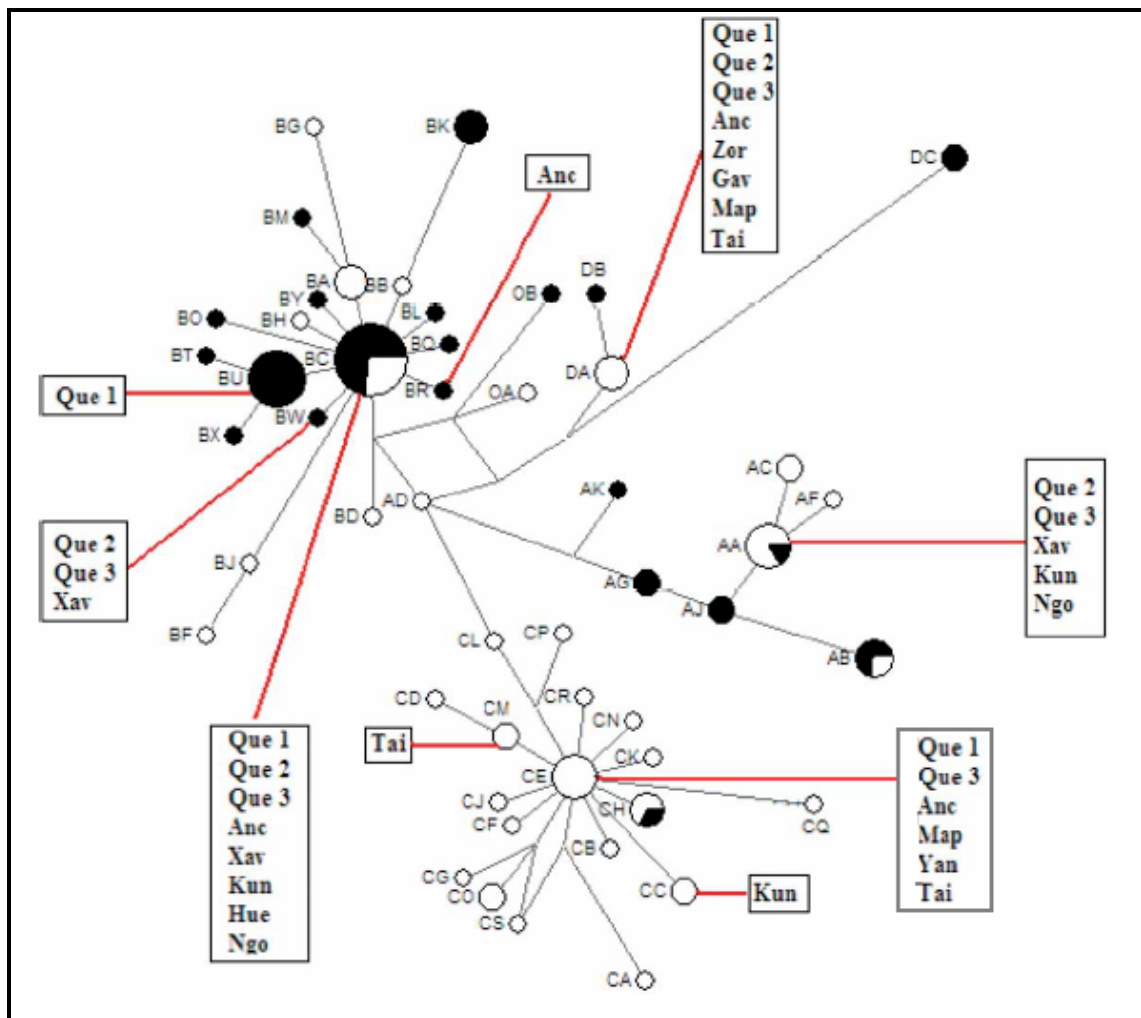 Que 1
Que 2
Que 3
Anc
Zor
Gav
Map
Tai
BG
BK
DC
Anc
BM
BA
BB
OB
DB
BY
BL
BO
BH
BQ
BT
BC
DA
BU
BR
OA
Que 1
BW
BX
AC
AK
AF
AD
BD
Que 2
Que 3
Xav
Kun
Ngo
AA
Que 2
Que 3
Xav
BJ
AG
AJ
BF
CL
CP
AB
CD
CM
CR
CN
Que 1
Que 2
Que 3
Anc
Xav
Kun
Hue
Ngo
Tai
CK
CE
Que 1
Que 3
Anc
Map
Yan
Tai
CJ
CH
CF
CQ
CB
CG
CO
CC
Kun
CS
CA